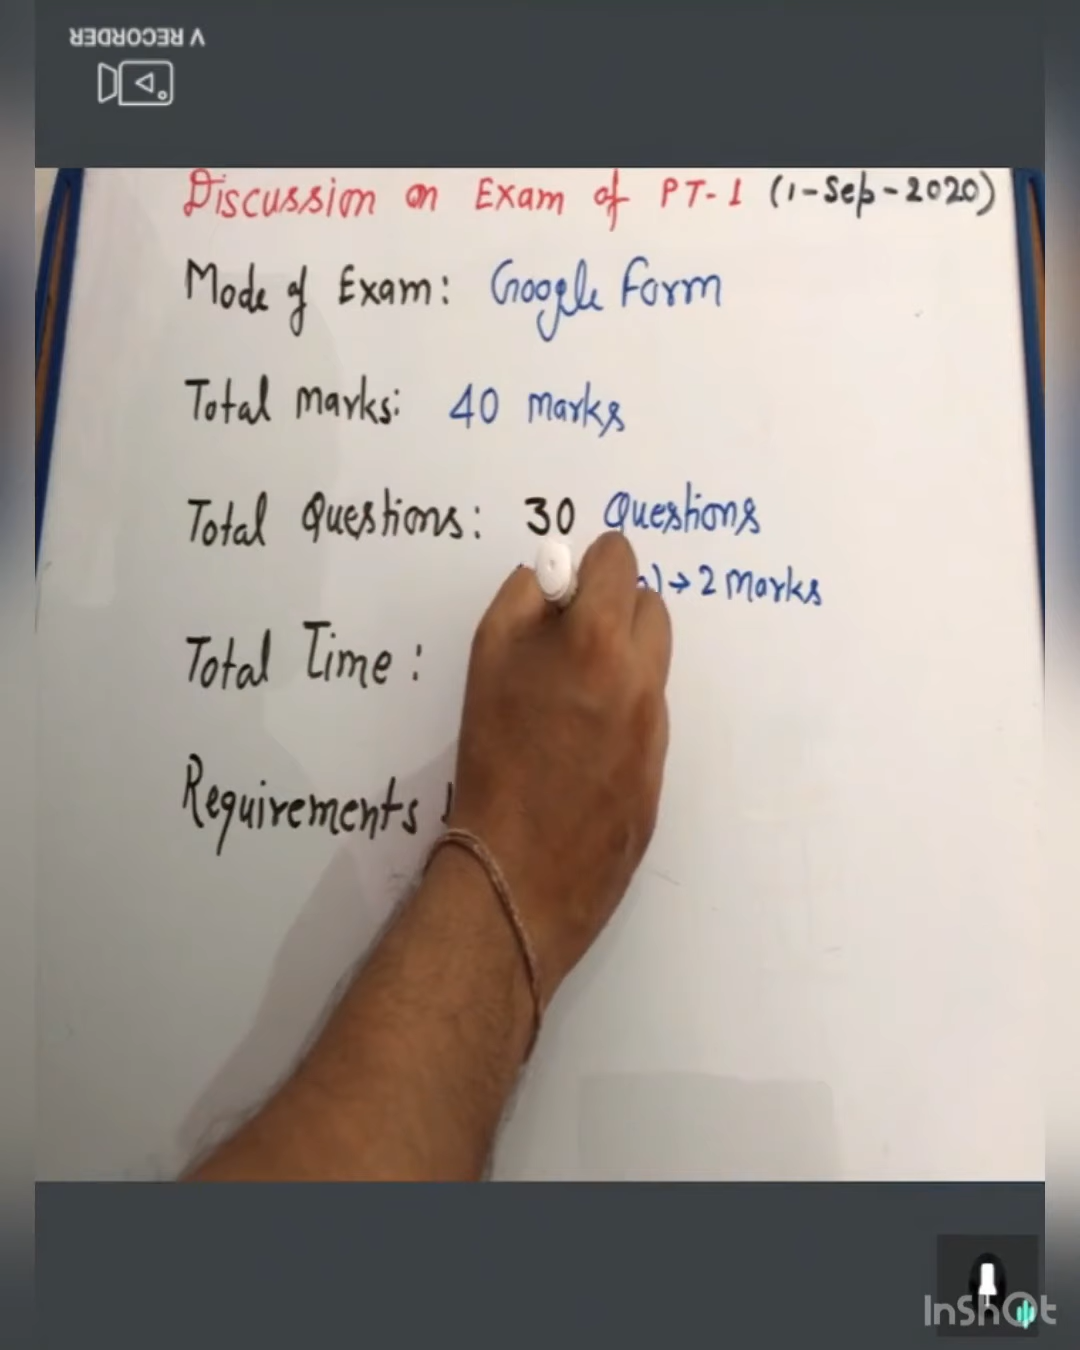 V RECORDER
Discussion on Exam of PT-1 (1-Sep-2020)
Mode of Exam: Google Form
Total Marks: 40 Marks
Total Questions: 30 Questions
→ 2 Marks
Total Time :
Requirements
InShOt